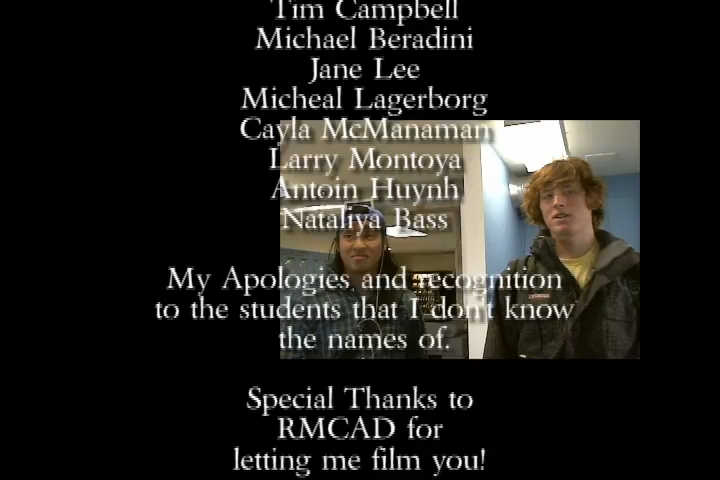 Tim Campbell
Michael Beradini
Jane Lee
Micheal Lagerborg
Cayla McManaman
Larry Montoya
Antoin Huynh
Nataliya Bass
My Apologies and recognition
to the students that I don't know
the names of.
Special Thanks to
RMCAD for
letting me film you!